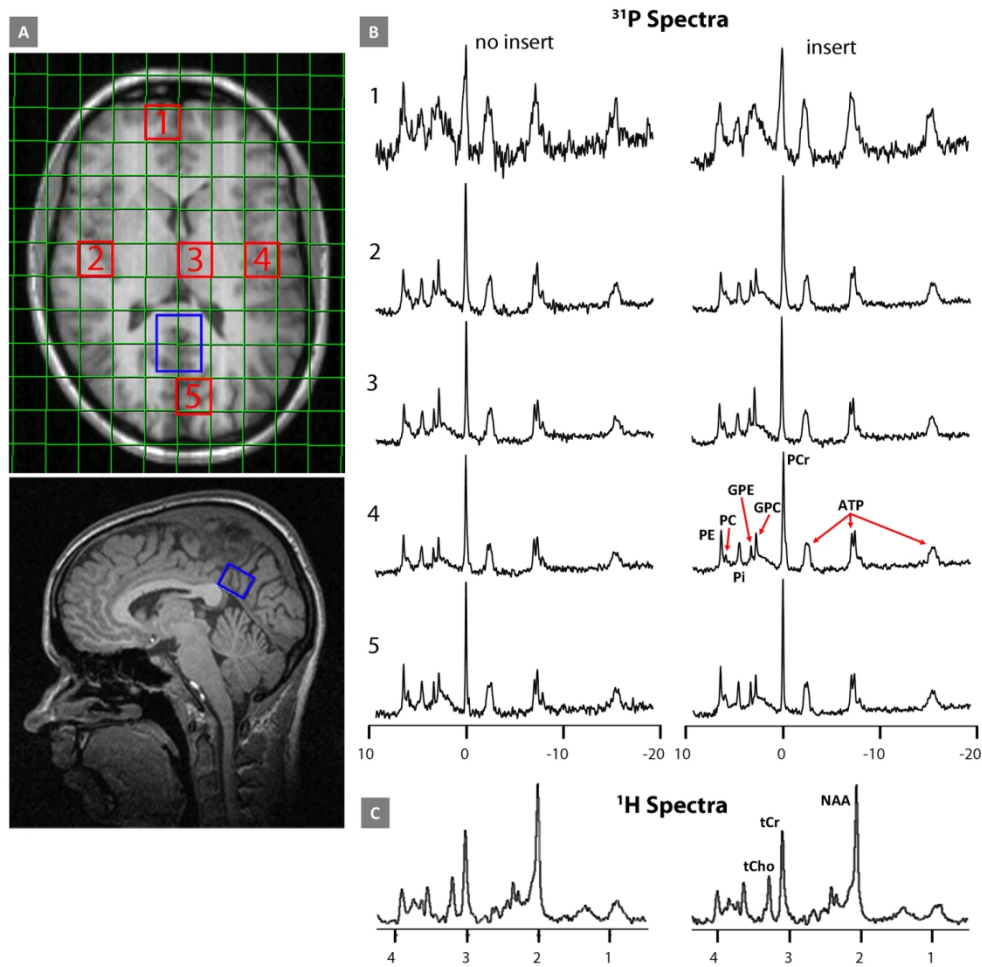 A
B
³¹P Spectra
no insert
insert
1
2
3
4
5
1
2
3
4
5
PCr
GPE
GPC
ATP
PC
PE
Pi
10 0 -10 -20
10 0 -10 -20
C
¹H Spectra
NAA
tCr
tCho
4 3 2 1
4 3 2 1